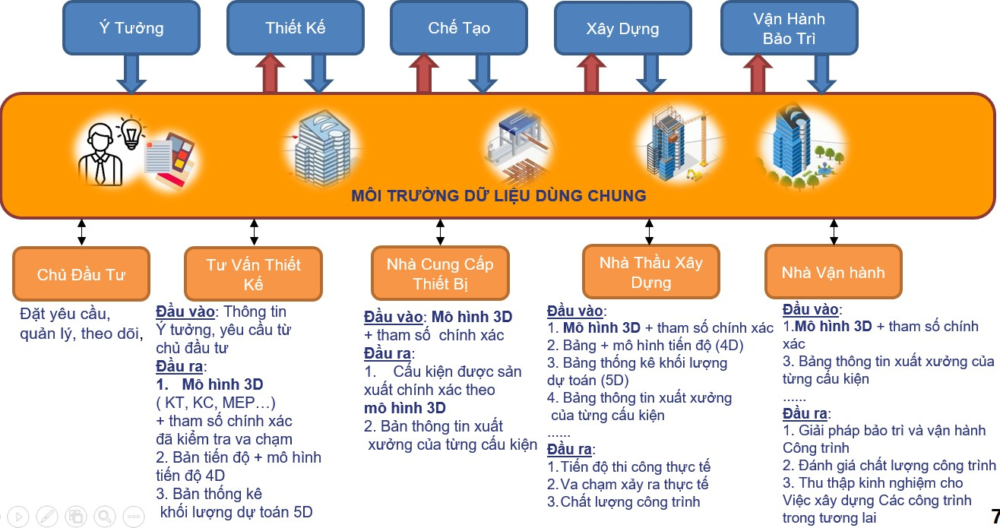 Ý Tưởng
Thiết Kế
Chế Tạo
Xây Dựng
Vận Hành
Bảo Trì
MÔI TRƯỜNG DỮ LIỆU DÙNG CHUNG
Chủ Đầu Tư
Đặt yêu cầu,
quản lý, theo dõi,
Tư Vấn Thiết
Kế
Đầu vào: Thông tin
Ý tưởng, yêu cầu từ
chủ đầu tư
Đầu ra:
1. Mô hình 3D
( KT, KC, MEP…)
+ tham số chính xác
đã kiểm tra va chạm
2. Bản tiến độ + mô hình
tiến độ 4D
3. Bản thống kê
khối lượng dự toán 5D
Nhà Cung Cấp
Thiết Bị
Đầu vào: Mô hình 3D
+ tham số chính xác
Đầu ra:
1. Cấu kiện được sản
xuất chính xác theo
mô hình 3D
2. Bản thông tin xuất
xưởng của từng cấu kiện
Nhà Thầu Xây
Dựng
Đầu vào:
1. Mô hình 3D + tham số chính xác
2. Bảng + mô hình tiến độ (4D)
3. Bảng thống kê khối lượng
dự toán (5D)
4. Bảng thông tin xuất xưởng
của từng cấu kiện
......
Đầu ra:
1.Tiến độ thi công thực tế
2.Va chạm xảy ra thực tế
3.Chất lượng công trình
Nhà Vận hành
Đầu vào:
1.Mô hình 3D + tham số chính
xác
3. Bảng thông tin xuất xưởng của
từng cấu kiện
......
Đầu ra:
1. Giải pháp bảo trì và vận hành
Công trình
2. Đánh giá chất lượng công trình
3. Thu thập kinh nghiệm cho
Việc xây dựng Các công trình
trong tương lai
7